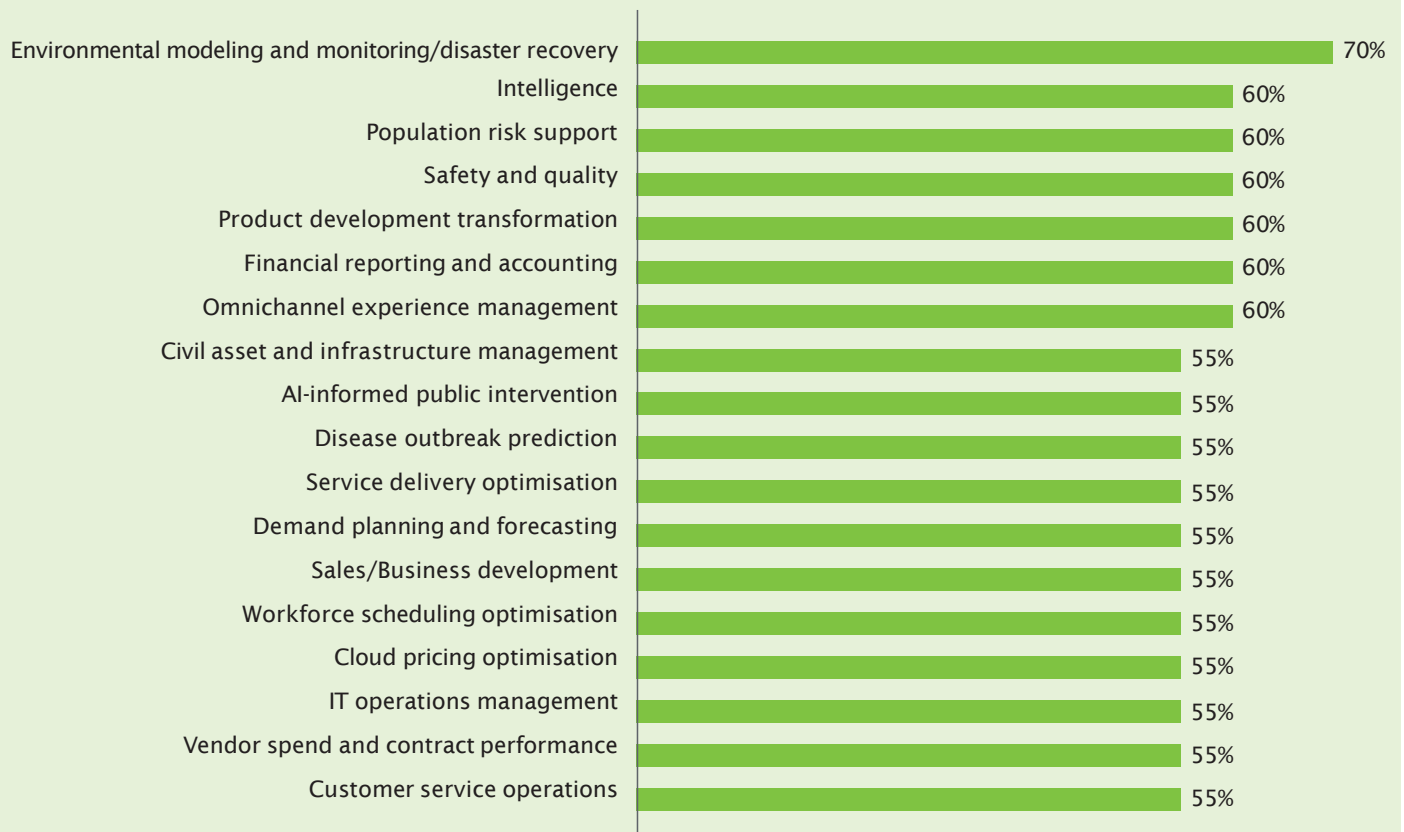 Environmental modeling and monitoring/disaster recovery 70%
Intelligence 60%
Population risk support 60%
Safety and quality 60%
Product development transformation 60%
Financial reporting and accounting 60%
Omnichannel experience management 60%
Civil asset and infrastructure management 55%
AI-informed public intervention 55%
Disease outbreak prediction 55%
Service delivery optimisation 55%
Demand planning and forecasting 55%
Sales/Business development 55%
Workforce scheduling optimisation 55%
Cloud pricing optimisation 55%
IT operations management 55%
Vendor spend and contract performance 55%
Customer service operations 55%